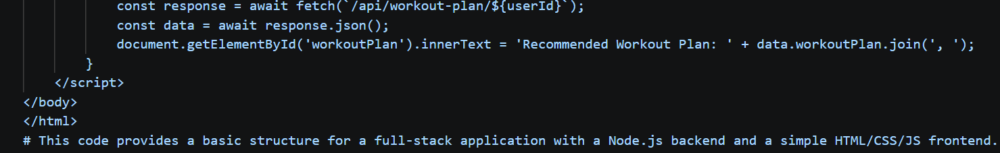 const response = await fetch(`/api/workout-plan/${userId}`);
const data = await response.json();
document.getElementById('workoutPlan').innerText = 'Recommended Workout Plan: ' + data.workoutPlan.join(', ');
}
</script>
</body>
</html>
# This code provides a basic structure for a full-stack application with a Node.js backend and a simple HTML/CSS/JS frontend.